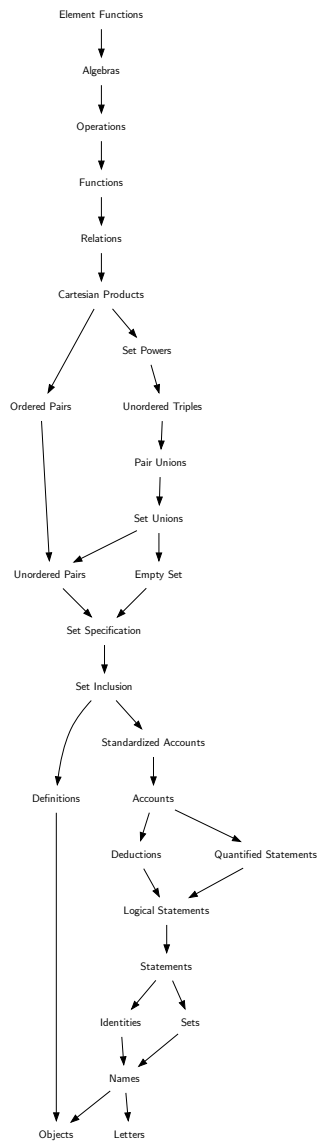 Element Functions
Algebras
Operations
Functions
Relations
Cartesian Products
Set Powers
Ordered Pairs
Unordered Triples
Pair Unions
Set Unions
Unordered Pairs
Empty Set
Set Specification
Set Inclusion
Standardized Accounts
Definitions
Accounts
Deductions
Quantified Statements
Logical Statements
Statements
Identities
Sets
Names
Objects
Letters